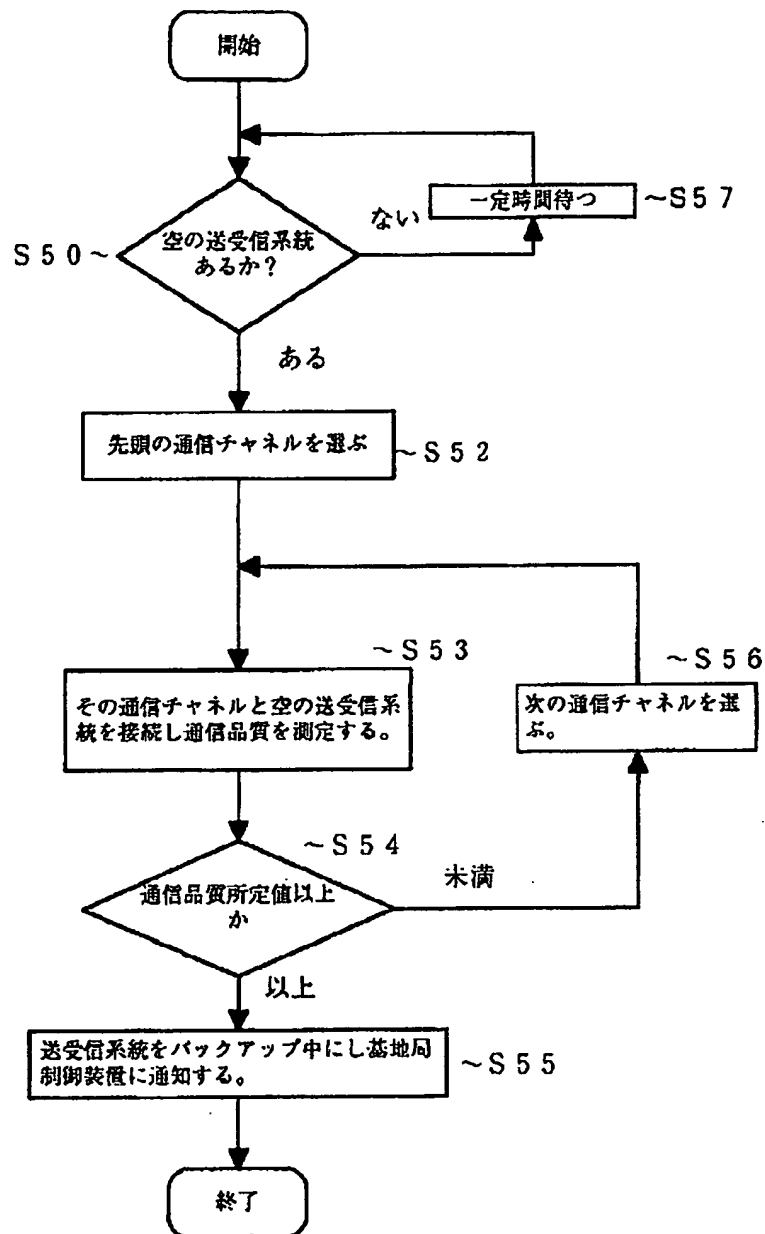 開始
一定時間待つ
～S57
ない
S50～
空の送受信系統
あるか？
ある
先頭の通信チャネルを選ぶ
～S52
～S53
～S56
その通信チャネルと空の送受信系
統を接続し通信品質を測定する。
次の通信チャネルを選
ぶ。
～S54
通信品質所定値以上
か
未満
以上
送受信系統をバックアップ中にし基地局
制御装置に通知する。
～S55
終了